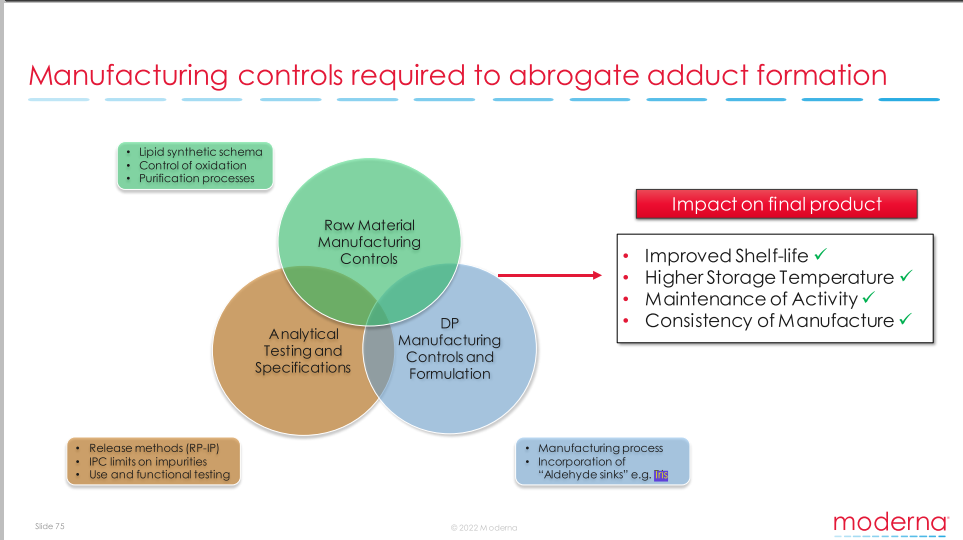 Manufacturing controls required to abrogate adduct formation
• Lipid synthetic schema
• Control of oxidation
• Purification processes
Raw Material
Manufacturing
Controls
Analytical
Testing and
Specifications
DP
Manufacturing
Controls and
Formulation
Impact on final product
• Improved Shelf-life ✓
• Higher Storage Temperature ✓
• Maintenance of Activity ✓
• Consistency of Manufacture ✓
• Release methods (RP-IP)
• IPC limits on impurities
• Use and functional testing
• Manufacturing process
• Incorporation of
"Aldehyde sinks" e.g. Tris
Slide 75
© 2022 Moderna
moderna